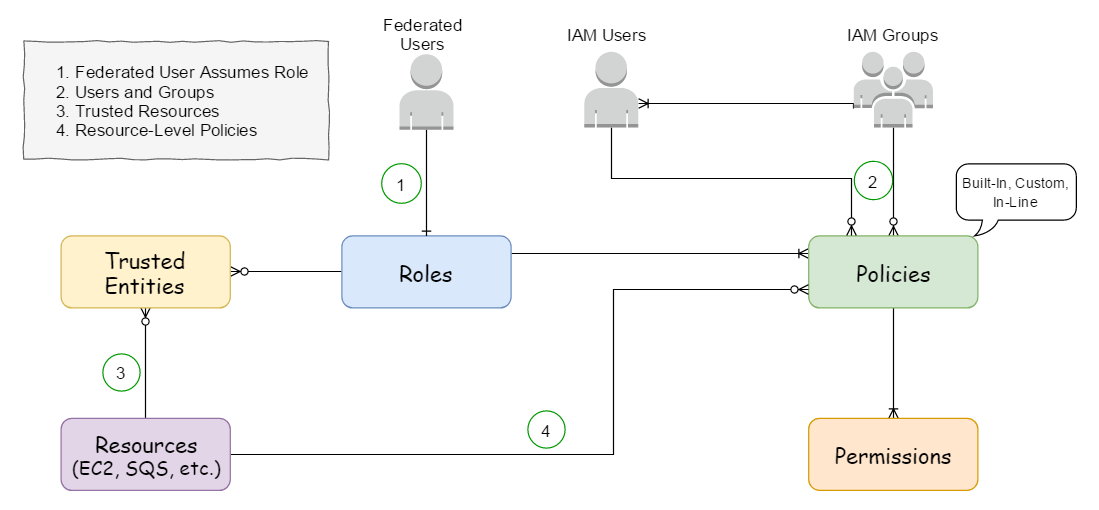 Federated
Users
IAM Users
IAM Groups
1. Federated User Assumes Role
2. Users and Groups
3. Trusted Resources
4. Resource-Level Policies
1
2
Built-In, Custom,
In-Line
Trusted
Entities
Roles
Policies
3
4
Resources
(EC2, SQS, etc.)
Permissions